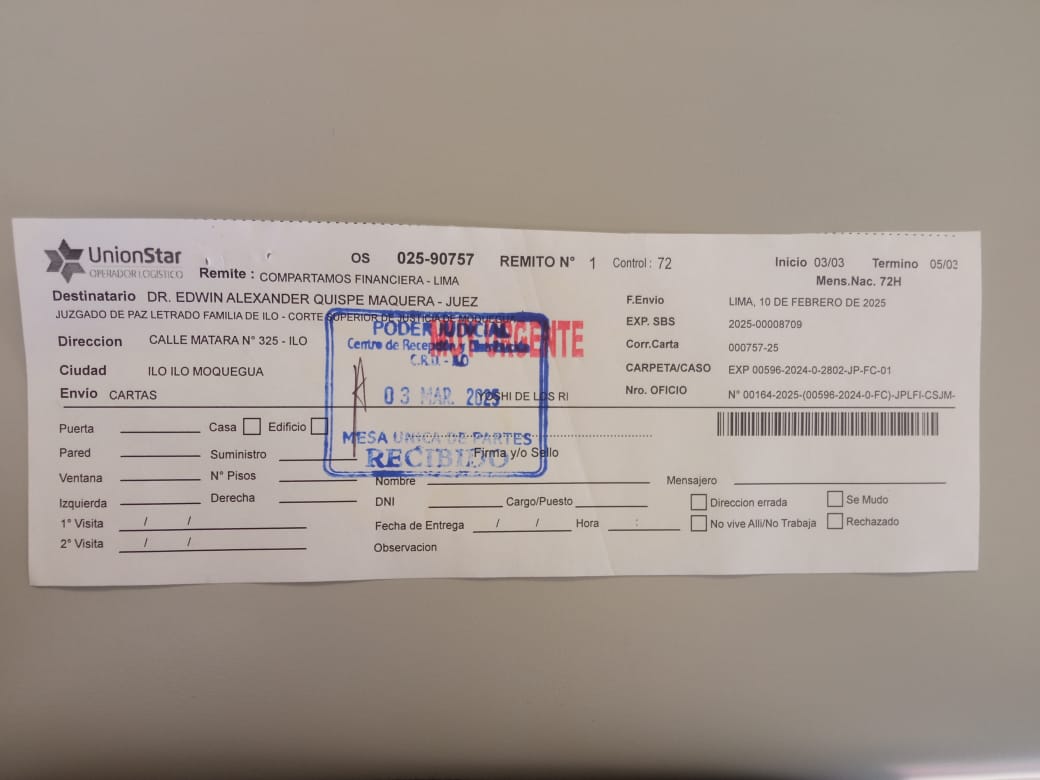 UnionStar
OPERADOR LOGISTICO
OS 025-90757 REMITO N° 1 Control : 72
Inicio 03/03 Termino 05/03
Mens.Nac. 72H
Remite : COMPARTAMOS FINANCIERA - LIMA
Destinatario DR. EDWIN ALEXANDER QUISPE MAQUERA - JUEZ
JUZGADO DE PAZ LETRADO FAMILIA DE ILO - CORTE SUPERIOR DE JUSTICIA DE MOQUEGUA
Direccion CALLE MATARA N° 325 - ILO
Ciudad ILO ILO MOQUEGUA
Envío CARTAS
F.Envio LIMA, 10 DE FEBRERO DE 2025
EXP. SBS 2025-00008709
Corr.Carta 000757-25
CARPETA/CASO EXP 00596-2024-0-2802-JP-FC-01
Nro. OFICIO N° 00164-2025-(00596-2024-0-FC)-JPLFI-CSJM-
MUY URGENTE
PODER JUDICIAL
Centro de Recepción y Distribución
C.R.D. - ILO
03 MAR. 2025
MESA UNICA DE PARTES
RECIBIDO
YOSHI DE LOS RI
Firma y/o Sello
Puerta Casa Edificio
Pared Suministro
Ventana N° Pisos
Izquierda Derecha
1° Visita / /
2° Visita / /
Nombre
DNI Cargo/Puesto
Fecha de Entrega / / Hora :
Observacion
Mensajero
Direccion errada Se Mudo
No vive Alli/No Trabaja Rechazado